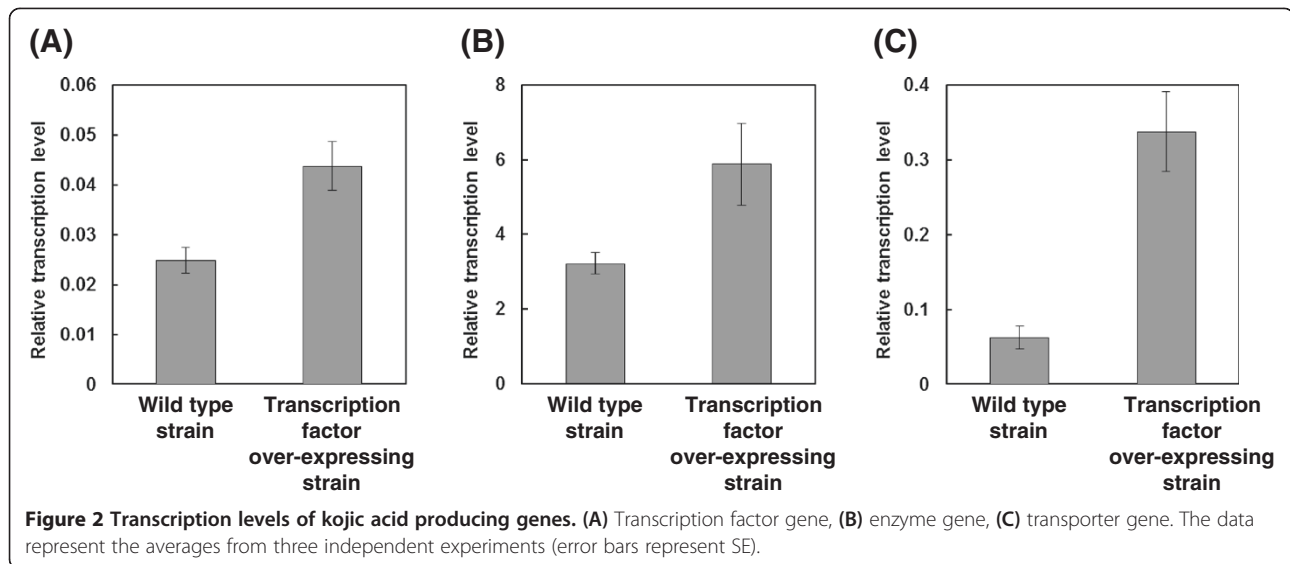 (A)
Relative transcription level
0.06
0.05
0.04
0.03
0.02
0.01
0
Wild type
strain
Transcription
factor
over-expressing
strain
(B)
Relative transcription level
8
6
4
2
0
Wild type
strain
Transcription
factor
over-expressing
strain
(C)
Relative transcription level
0.4
0.3
0.2
0.1
0
Wild type
strain
Transcription
factor
over-expressing
strain
Figure 2 Transcription levels of kojic acid producing genes. (A) Transcription factor gene, (B) enzyme gene, (C) transporter gene. The data
represent the averages from three independent experiments (error bars represent SE).